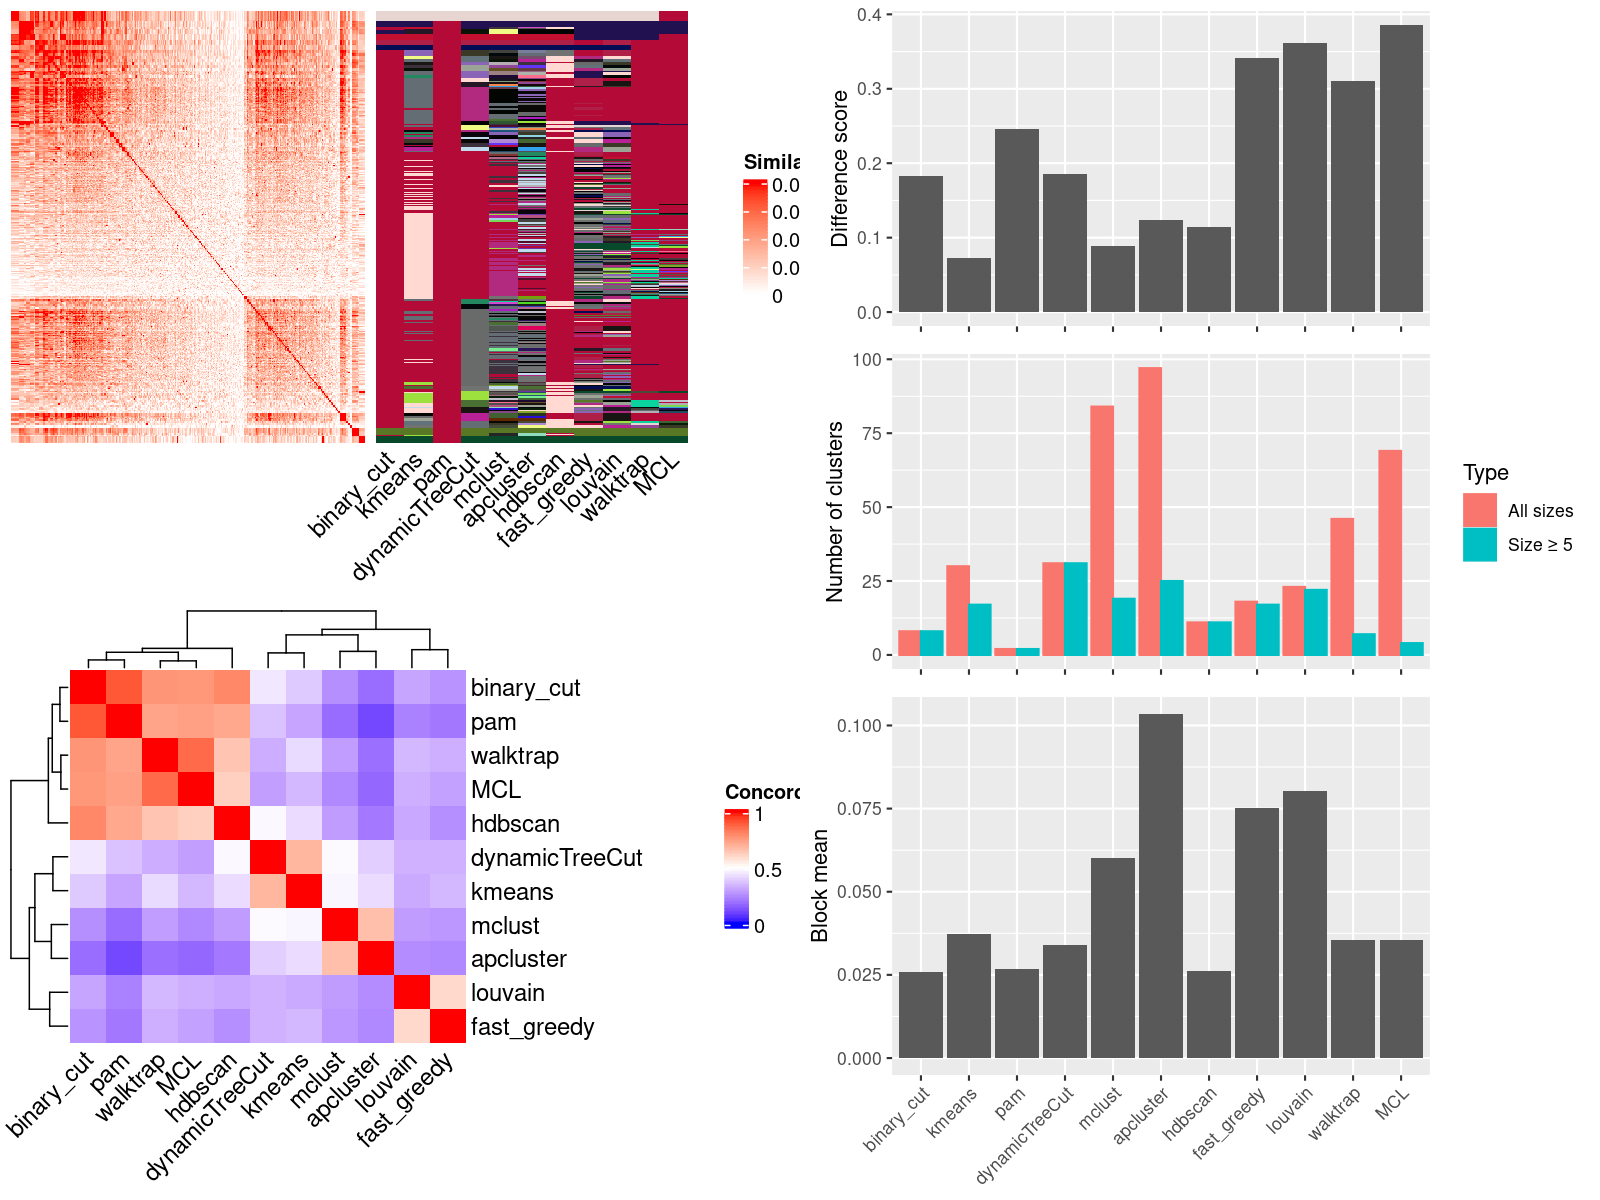 Simila
0.0
0.0
0.0
0.0
0
binary_cut
kmeans
pam
dynamicTreeCut
mclust
apcluster
hdbscan
fast_greedy
louvain
walktrap
MCL
binary_cut
pam
walktrap
MCL
hdbscan
dynamicTreeCut
kmeans
mclust
apcluster
louvain
fast_greedy
binary_cut
pam
walktrap
MCL
hdbscan
dynamicTreeCut
kmeans
mclust
apcluster
louvain
fast_greedy
Concord
1
0.5
0
Difference score
0.4
0.3
0.2
0.1
0.0
Number of clusters
100
75
50
25
0
Type
All sizes
Size ≥ 5
Block mean
0.100
0.075
0.050
0.025
0.000
binary_cut
kmeans
pam
dynamicTreeCut
mclust
apcluster
hdbscan
fast_greedy
louvain
walktrap
MCL